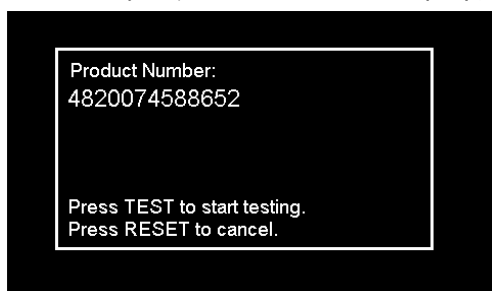 Product Number:
4820074588652
Press TEST to start testing.
Press RESET to cancel.